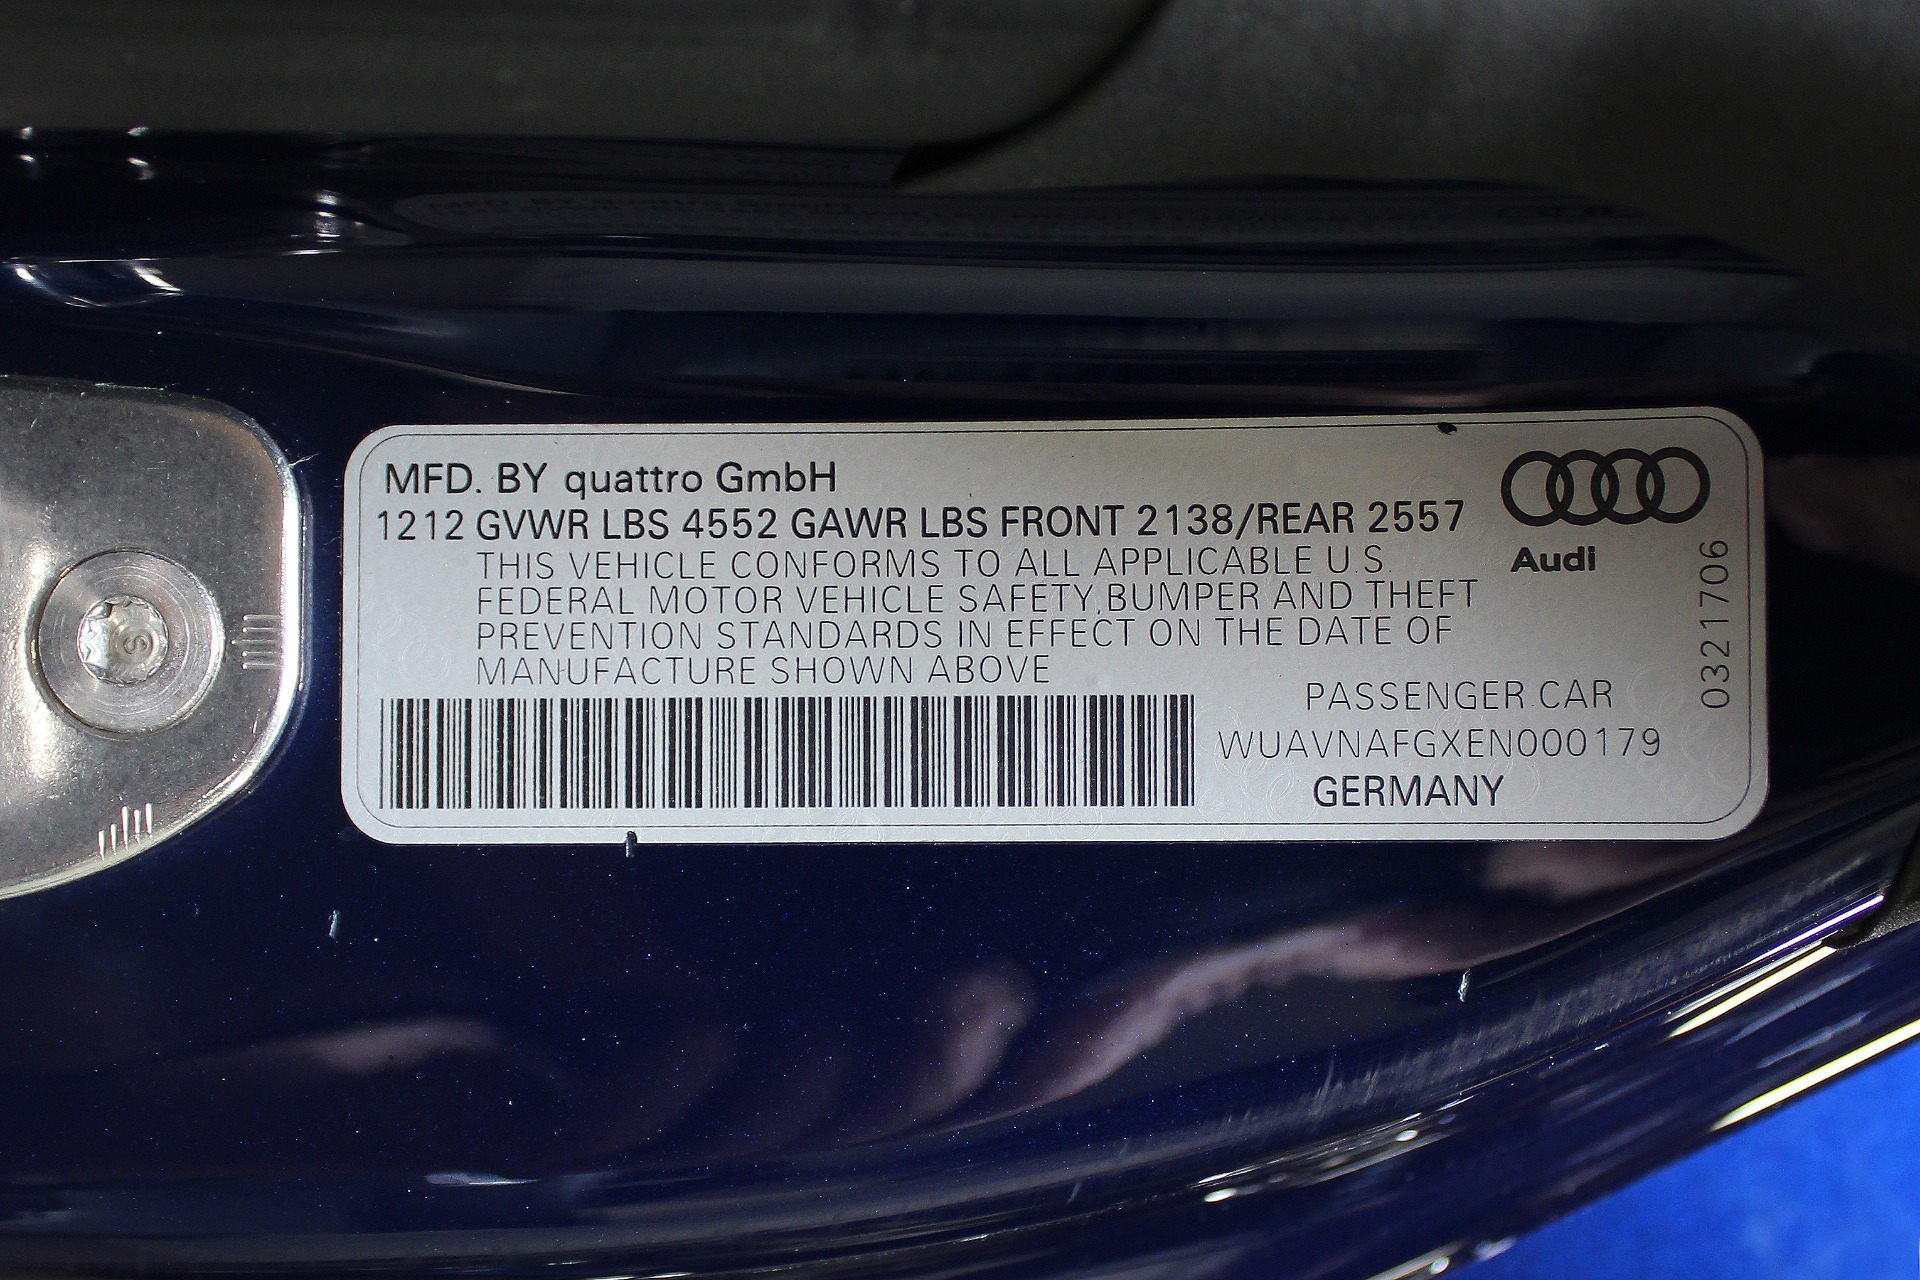 MFD. BY quattro GmbH
1212 GVWR LBS 4552 GAWR LBS FRONT 2138/REAR 2557
THIS VEHICLE CONFORMS TO ALL APPLICABLE U.S.
FEDERAL MOTOR VEHICLE SAFETY,BUMPER AND THEFT
PREVENTION STANDARDS IN EFFECT ON THE DATE OF
MANUFACTURE SHOWN ABOVE
Audi
0321706
PASSENGER CAR
WUAVNAFGXEN000179
GERMANY
S